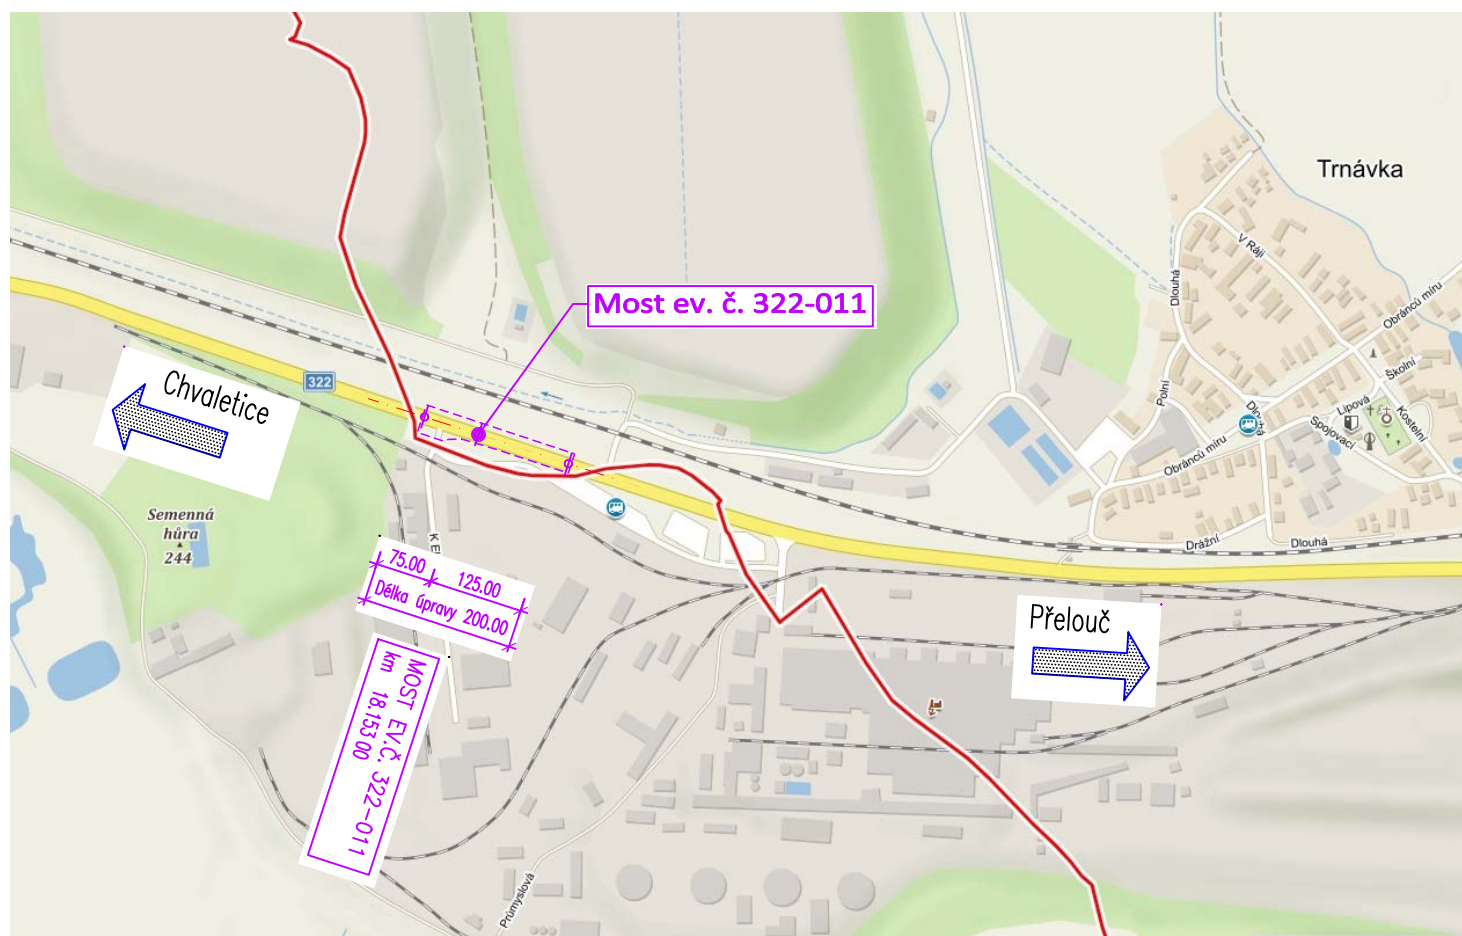 Trnávka
V Ráji
Dlouhá
Obránců míru
Most ev. č. 322-011
322
Chvaletice
Školní
Polní
Lipová
Kostelní
Dlouhá
Spojovací
Obránců míru
Semenná
hůra
244
Drážní
Dlouhá
75.00
125.00
Délka úpravy 200.00
Přelouč
MOST EV.Č. 322-011
km 18.153 00
Průmyslová